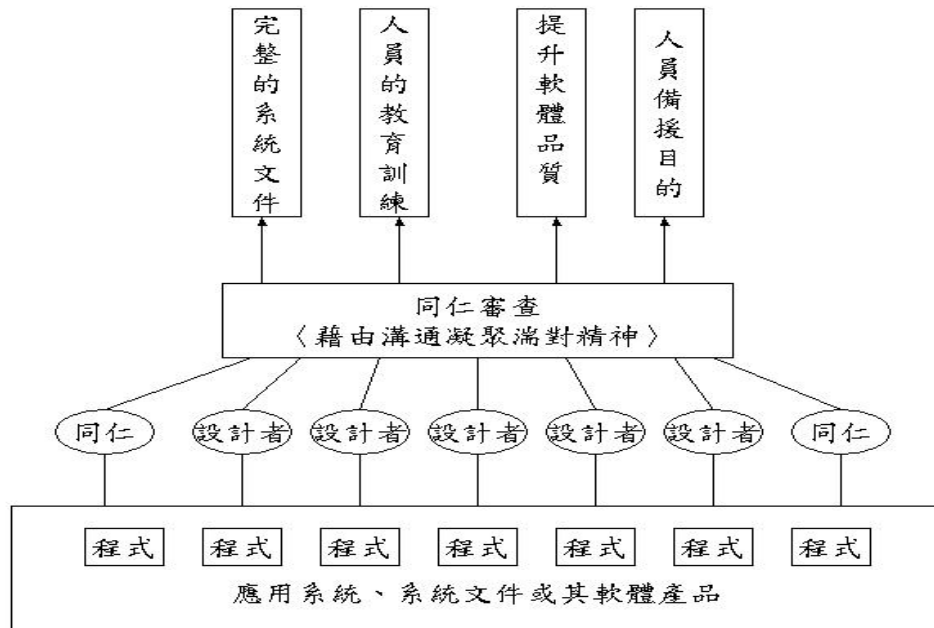 完整的系統文件
人員的教育訓練
提升軟體品質
人員備援目的
同仁審查
〈藉由溝通凝聚湍對精神〉
同仁
設計者
設計者
設計者
設計者
設計者
同仁
程式
程式
程式
程式
程式
程式
程式
應用系統、系統文件或其軟體產品